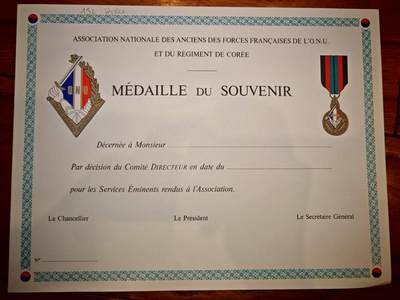 ASSOCIATION NATIONALE DES ANCIENS DES FORCES FRANÇAISES DE L'O.N.U.
ET DU RÉGIMENT DE CORÉE
O N U
MÉDAILLE DU SOUVENIR
Décernée à Monsieur
Par décision du Comité DIRECTEUR en date du
pour les Services Éminents rendus à l'Association.
Le Chancelier Le Président Le Secrétaire Général
N°